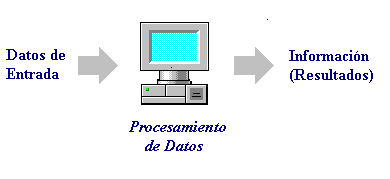 Datos de
Entrada
Información
(Resultados)
Procesamiento
de Datos